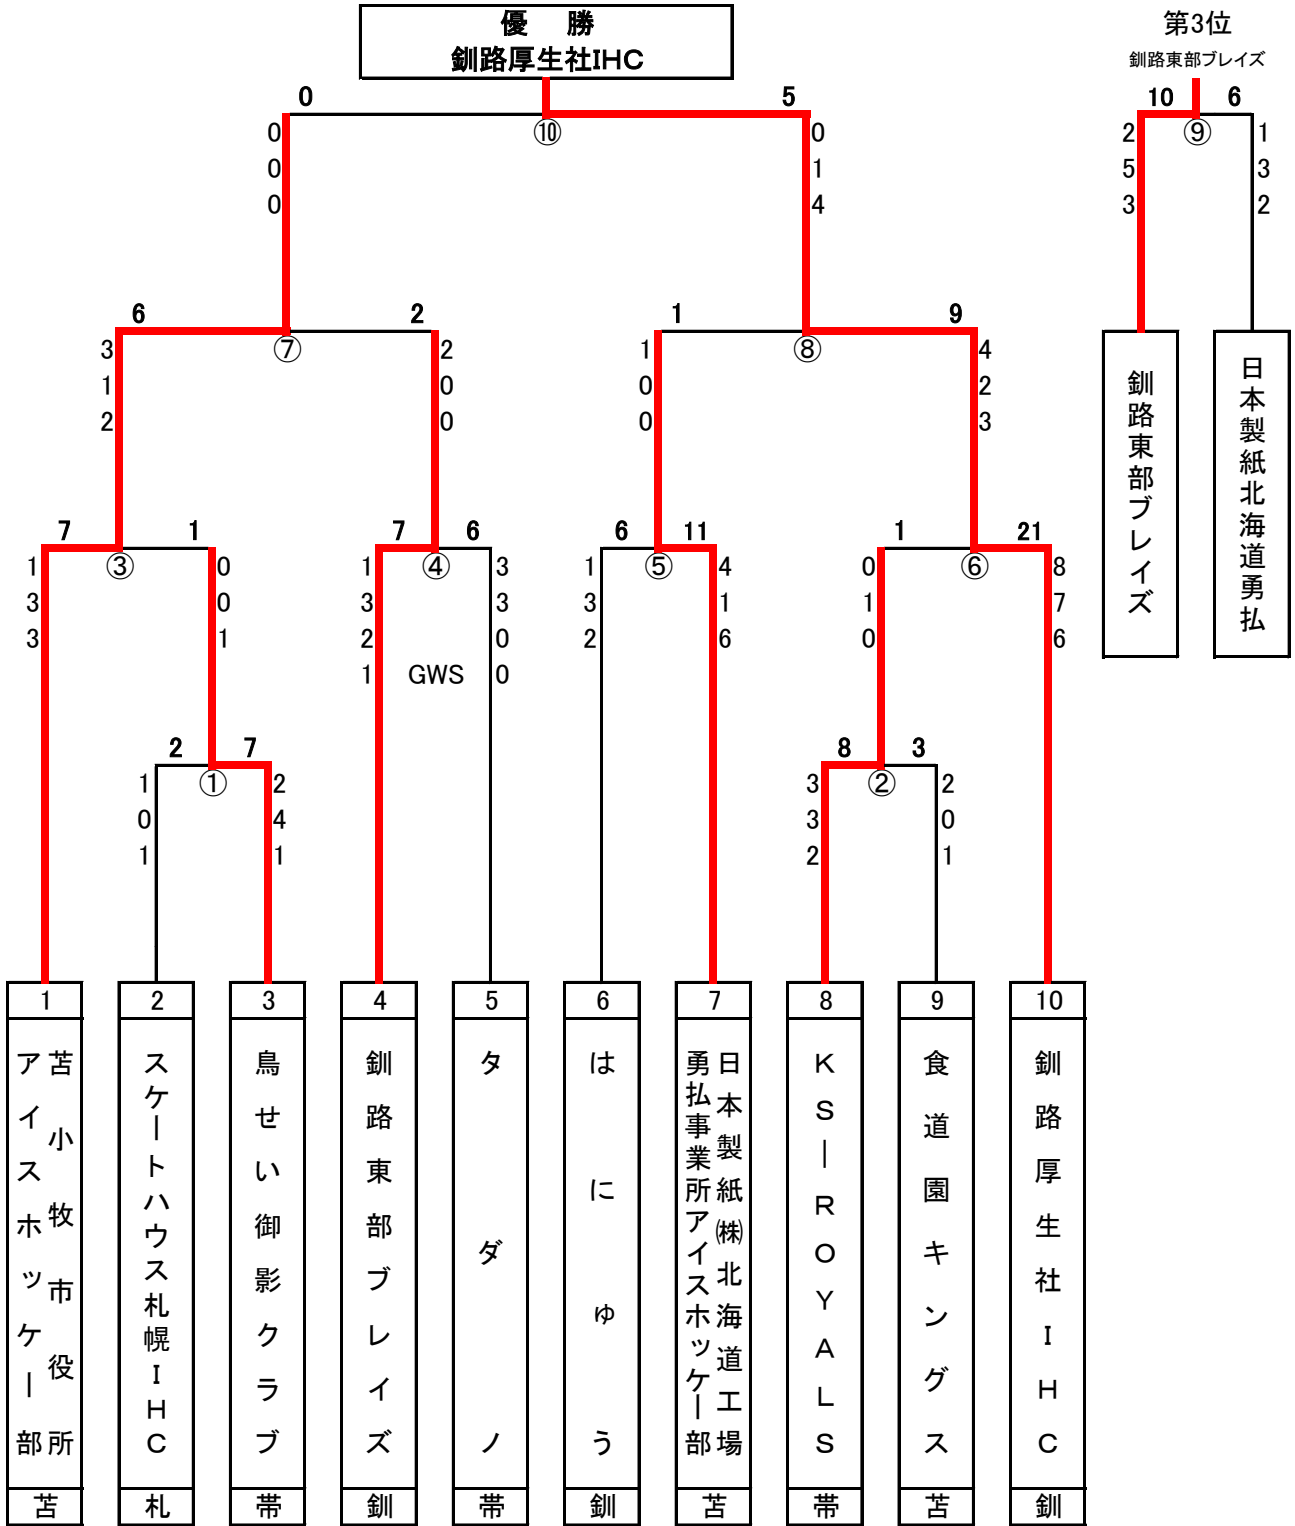 優　勝
釧路厚生社IHC
第3位
釧路東部ブレイズ
0 5
⑩
0 0
0 1
0 4
10 6
⑨
2 1
5 3
3 2
釧路東部ブレイズ
日本製紙北海道勇払
6 2
⑦
3 2
1 0
2 0
1 9
⑧
1 4
0 2
0 3
7 1
③
1 0
3 0
3 1
7 6
④
1 3
3 3
2 0
1 GWS 0
6 11
⑤
1 4
3 1
2 6
1 21
⑥
0 8
1 7
0 6
2 7
①
1 2
0 4
1 1
8 3
②
3 2
3 0
2 1
1
苫小牧市役所
アイスホッケー部
苫
2
スケートハウス札幌IHC
札
3
鳥せい御影クラブ
帯
4
釧路東部ブレイズ
釧
5
タダノ
帯
6
はにゅう
釧
7
日本製紙㈱北海道工場
勇払事業所アイスホッケー部
苫
8
KS－ROYALS
帯
9
食道園キングス
苫
10
釧路厚生社IHC
釧